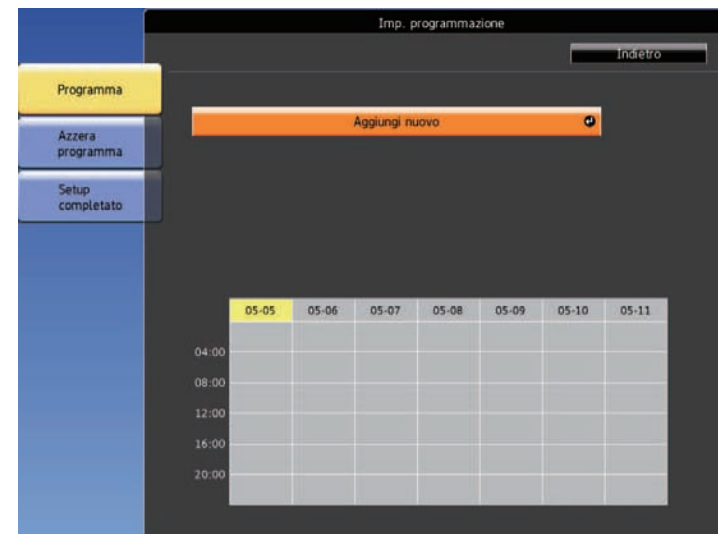 Imp. programmazione
Indietro
Programma
Aggiungi nuovo
Azzera
programma
Setup
completato
05-05 05-06 05-07 05-08 05-09 05-10 05-11
04:00
08:00
12:00
16:00
20:00